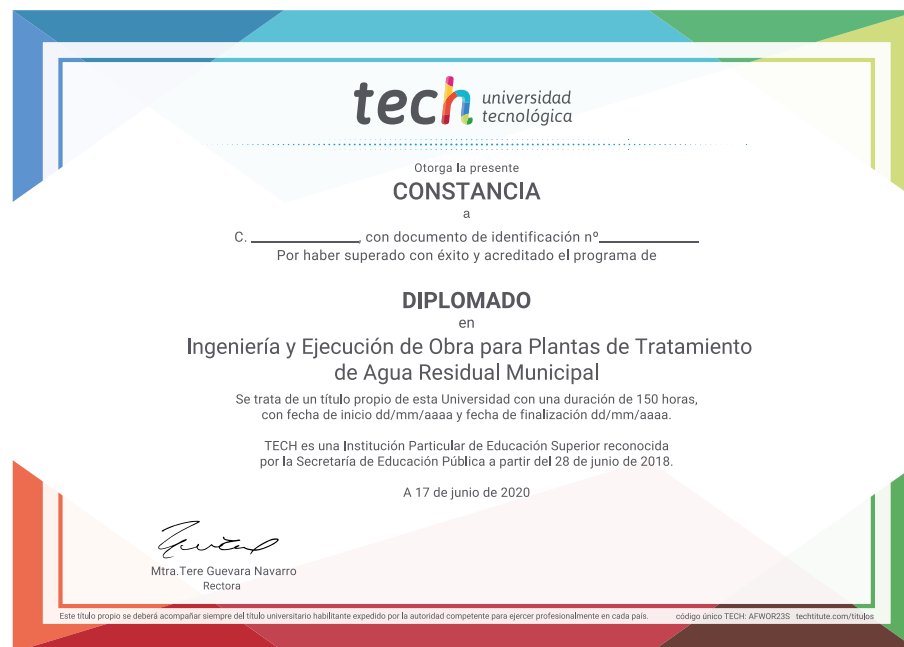 tech universidad
tecnológica
Otorga la presente
CONSTANCIA
a
C. ______________, con documento de identificación nº_____________
Por haber superado con éxito y acreditado el programa de
DIPLOMADO
en
Ingeniería y Ejecución de Obra para Plantas de Tratamiento
de Agua Residual Municipal
Se trata de un título propio de esta Universidad con una duración de 150 horas,
con fecha de inicio dd/mm/aaaa y fecha de finalización dd/mm/aaaa.
TECH es una Institución Particular de Educación Superior reconocida
por la Secretaría de Educación Pública a partir del 28 de junio de 2018.
A 17 de junio de 2020
Mtra.Tere Guevara Navarro
Rectora
Este título propio se deberá acompañar siempre del título universitario habilitante expedido por la autoridad competente para ejercer profesionalmente en cada país. código único TECH: AFWOR23S techtitute.com/titulos